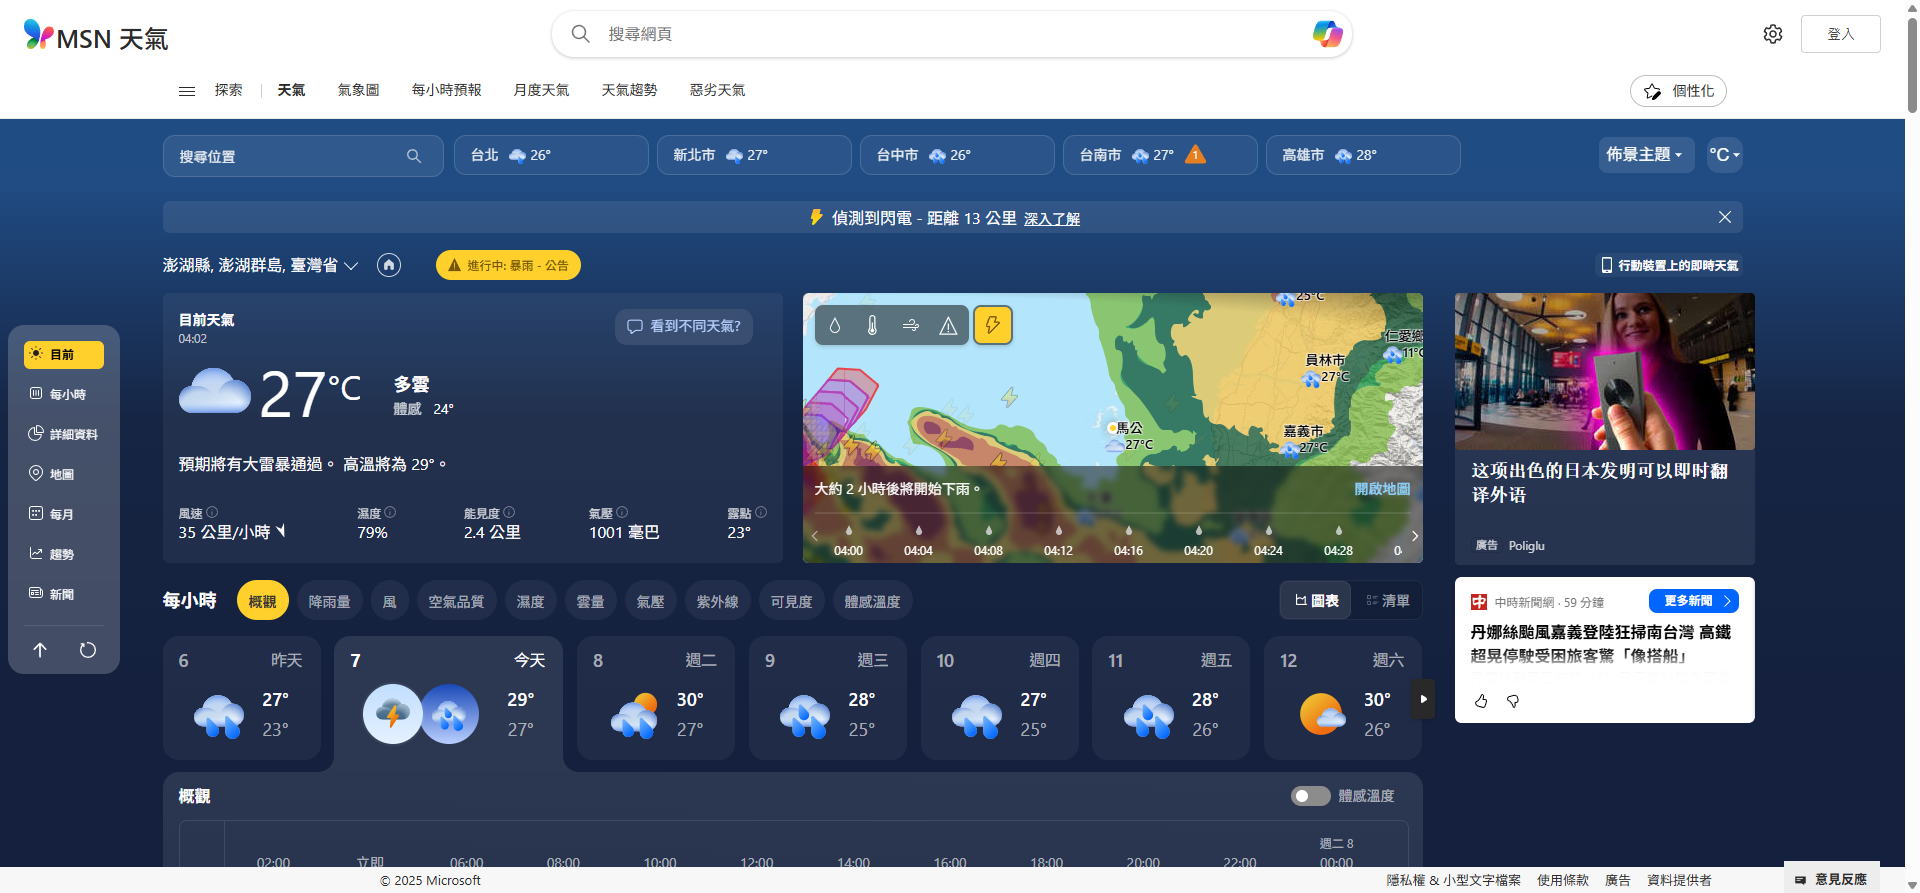 MSN 天氣
搜尋網頁
登入
探索
天氣
氣象圖
每小時預報
月度天氣
天氣趨勢
惡劣天氣
個性化
搜尋位置
台北 26°
新北市 27°
台中市 26°
台南市 27° 1
高雄市 28°
佈景主題
°C
偵測到閃電 - 距離 13 公里 深入了解
澎湖縣, 澎湖群島, 臺灣省
進行中: 暴雨 - 公告
行動裝置上的即時天氣
目前
每小時
詳細資料
地圖
每月
趨勢
新聞
目前天氣
04:02
看到不同天氣?
27°C
多雲
體感 24°
預期將有大雷暴通過。 高溫將為 29°。
風速
35 公里/小時
濕度
79%
能見度
2.4 公里
氣壓
1001 毫巴
露點
23°
25°C
仁愛鄉
11°C
員林市
27°C
馬公
27°C
嘉義市
27°C
大約 2 小時後將開始下雨。
開啟地圖
04:00
04:04
04:08
04:12
04:16
04:20
04:24
04:28
这项出色的日本发明可以即时翻
译外语
廣告 Poliglu
每小時
概觀
降雨量
風
空氣品質
濕度
雲量
氣壓
紫外線
可見度
體感溫度
圖表
清單
中時新聞網 · 59 分鐘
更多新聞
丹娜絲颱風嘉義登陸狂掃南台灣 高鐵
超晃停駛受困旅客驚「像搭船」
6 昨天
27°
23°
7 今天
29°
27°
8 週二
30°
27°
9 週三
28°
25°
10 週四
27°
25°
11 週五
28°
26°
12 週六
30°
26°
概觀
體感溫度
週二 8
02:00
立即
06:00
08:00
10:00
12:00
14:00
16:00
18:00
20:00
22:00
00:00
© 2025 Microsoft
隱私權 & 小型文字檔案
使用條款
廣告
資料提供者
意見反應